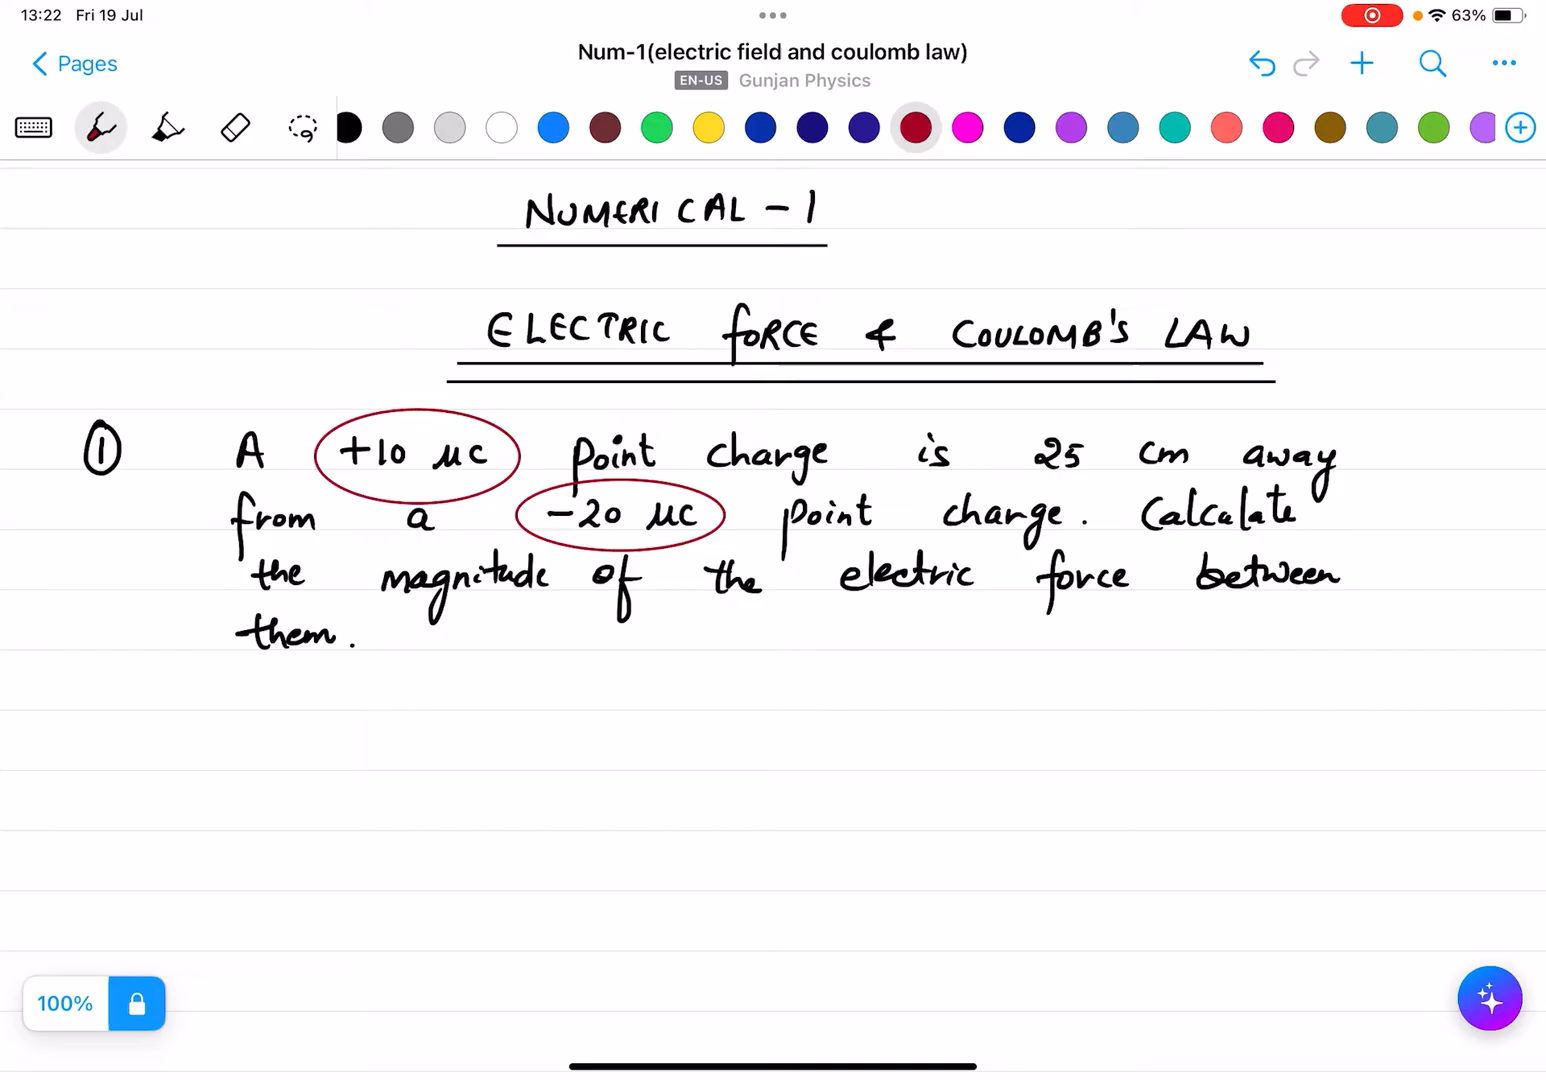 13:22 Fri 19 Jul
63%
Num-1(electric field and coulomb law)
Pages
EN-US Gunjan Physics
NUMERICAL - 1
ELECTRIC FORCE & COULOMB'S LAW
① A +10 μc point charge is 25 cm away
from a -20 μc point charge. Calculate
the magnitude of the electric force between
them.
100%